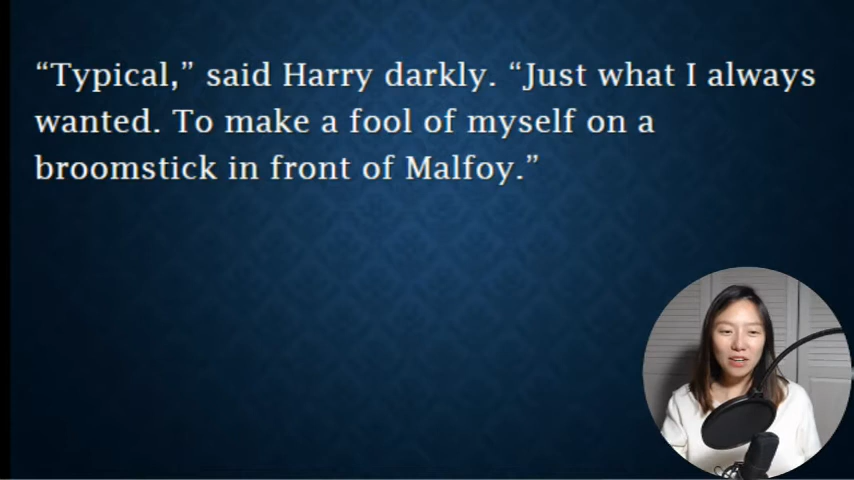 “Typical,” said Harry darkly. “Just what I always
wanted. To make a fool of myself on a
broomstick in front of Malfoy.”